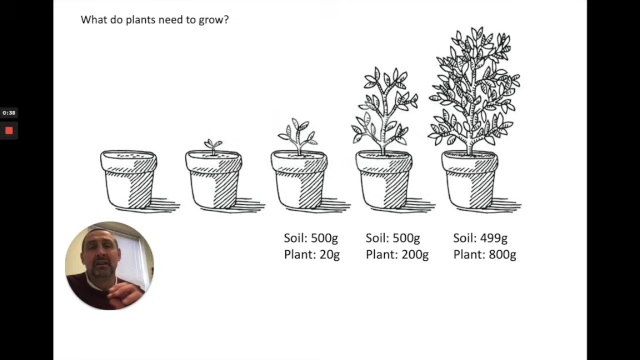 What do plants need to grow?
0:38
Soil: 500g
Plant: 20g
Soil: 500g
Plant: 200g
Soil: 499g
Plant: 800g